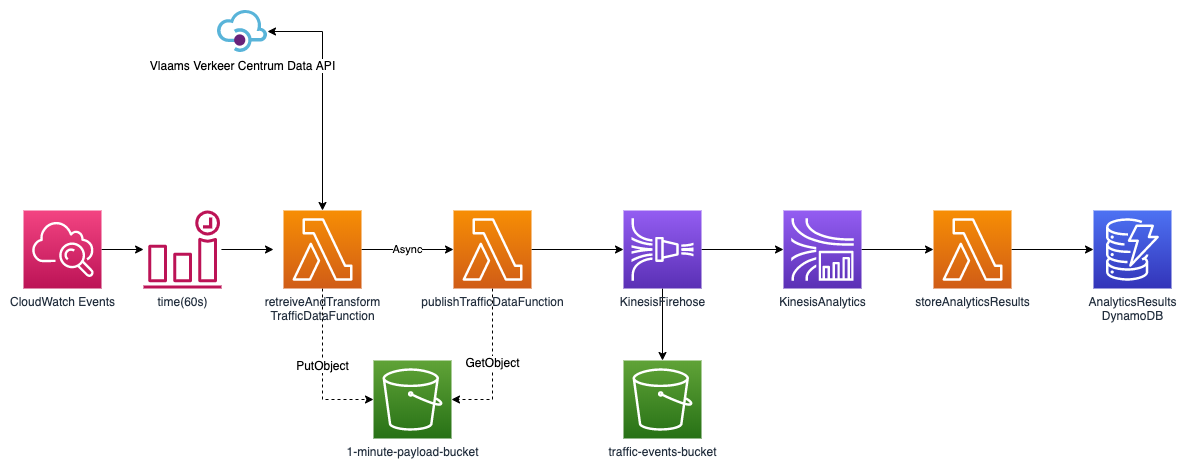 Vlaams Verkeer Centrum Data API
Async
CloudWatch Events
time(60s)
retreiveAndTransform
TrafficDataFunction
publishTrafficDataFunction
KinesisFirehose
KinesisAnalytics
storeAnalyticsResults
AnalyticsResults
DynamoDB
PutObject
GetObject
1-minute-payload-bucket
traffic-events-bucket